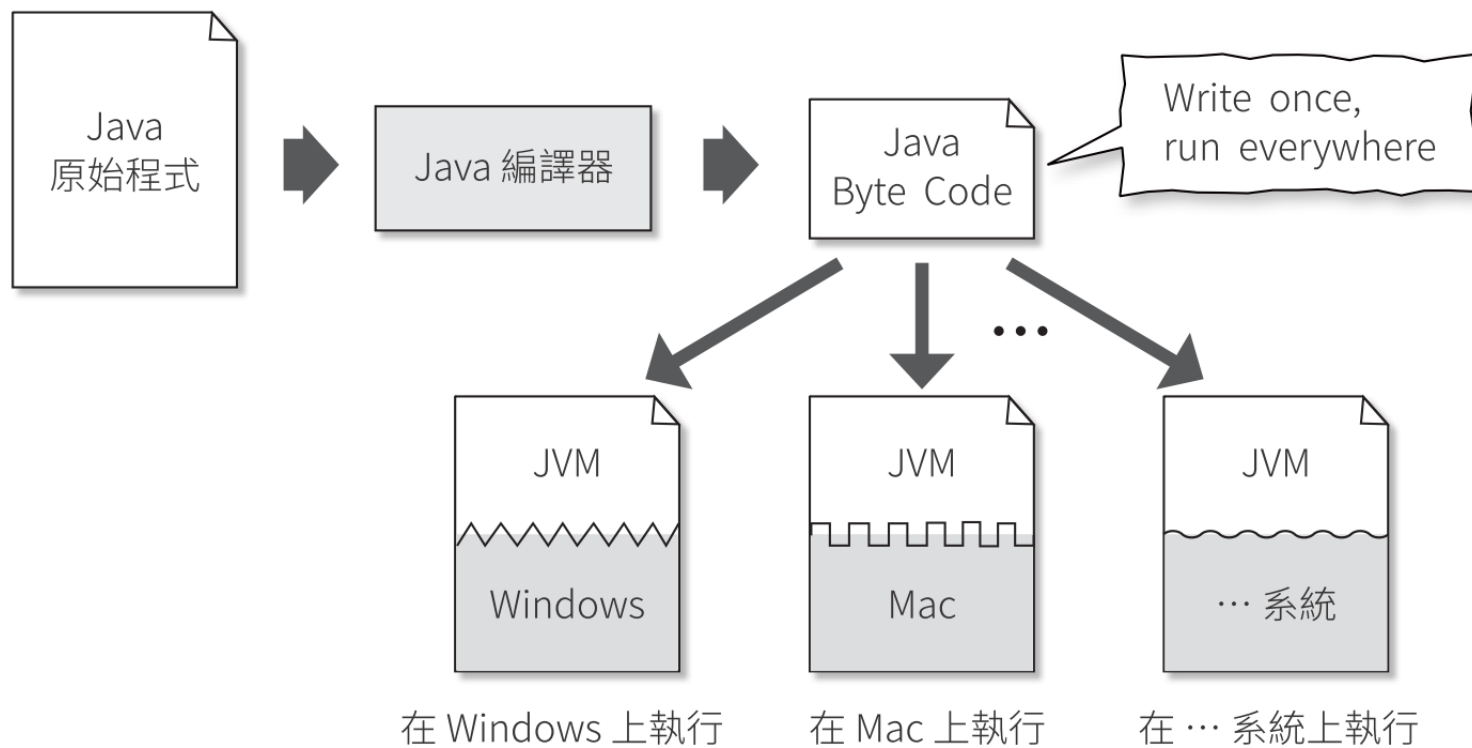 Java
原始程式
Java 編譯器
Java
Byte Code
Write once,
run everywhere
…
JVM
Windows
在 Windows 上執行
JVM
Mac
在 Mac 上執行
JVM
… 系統
在 … 系統上執行